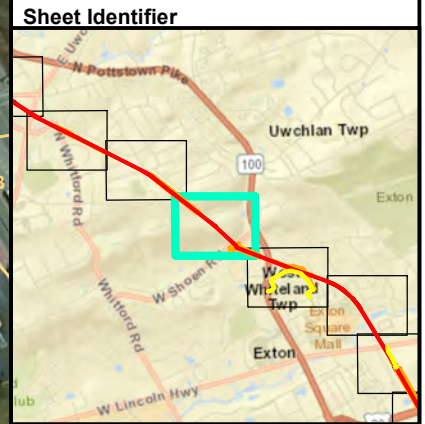 Sheet Identifier
E Uwc
N Pottstown Pike
Uwchlan Twp
N Whitford Rd
100
Exton
W Shoen R
West
Whiteland
Twp
Whitford Rd
Exton
Square
Mall
Exton
W Lincoln Hwy
d
lub